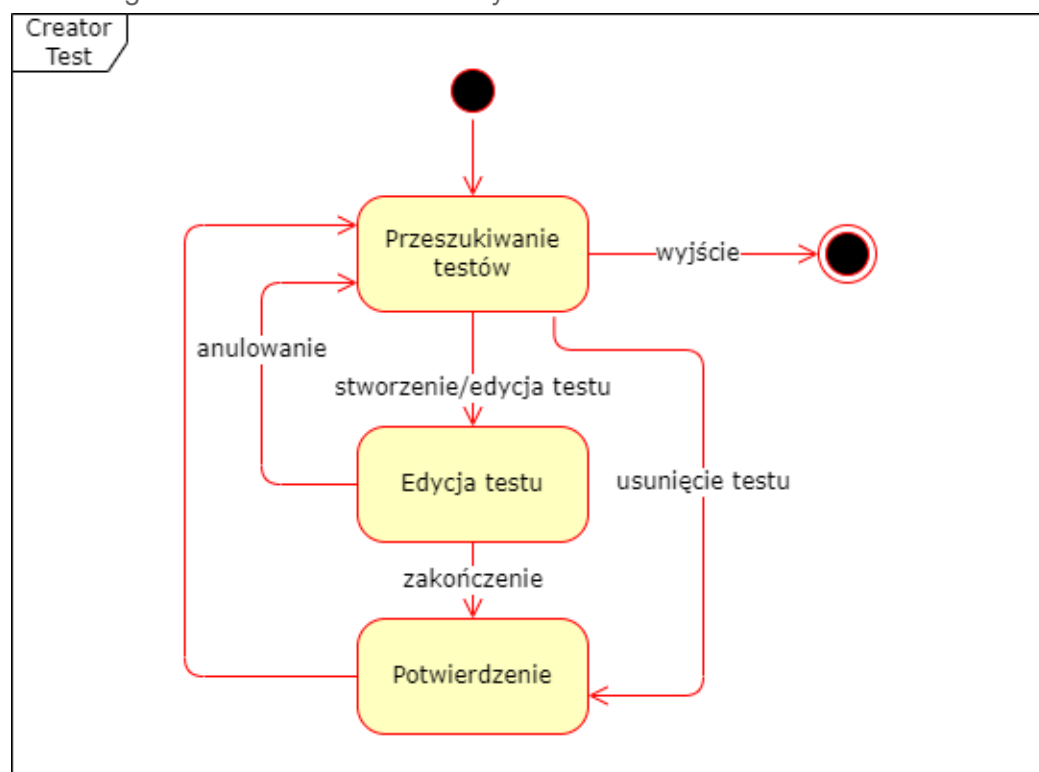 Creator
Test
Przeszukiwanie
testów
wyjście
anulowanie
stworzenie/edycja testu
Edycja testu
usunięcie testu
zakończenie
Potwierdzenie